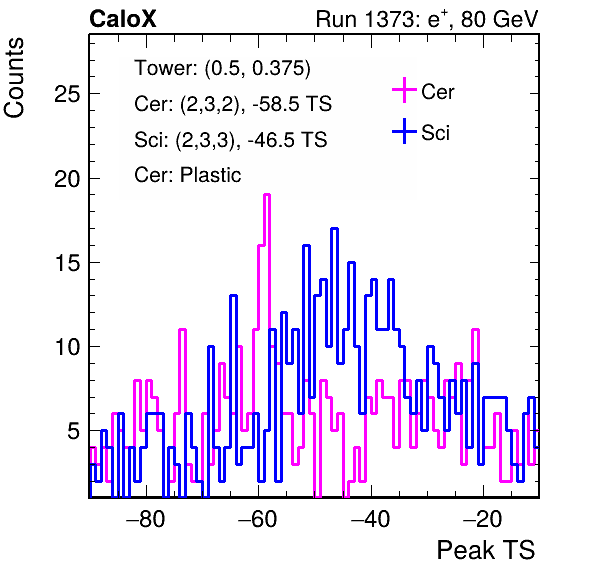 CaloX Run 1373: e⁺, 80 GeV
Counts
Tower: (0.5, 0.375)
Cer: (2,3,2), -58.5 TS
Sci: (2,3,3), -46.5 TS
Cer: Plastic
Cer
Sci
25
20
15
10
5
−80 −60 −40 −20
Peak TS